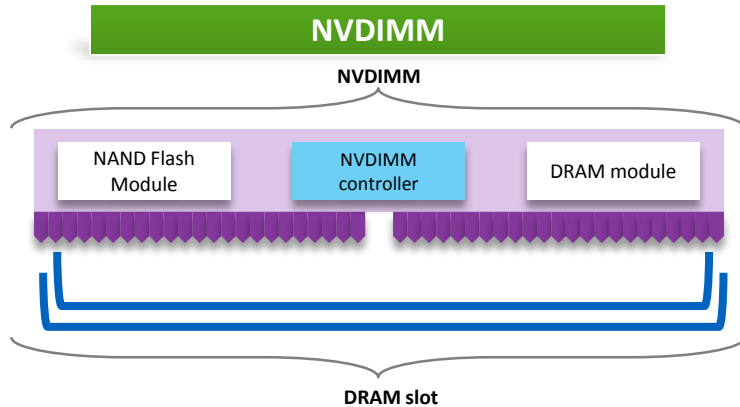 NVDIMM
NVDIMM
NAND Flash
Module
NVDIMM
controller
DRAM module
DRAM slot